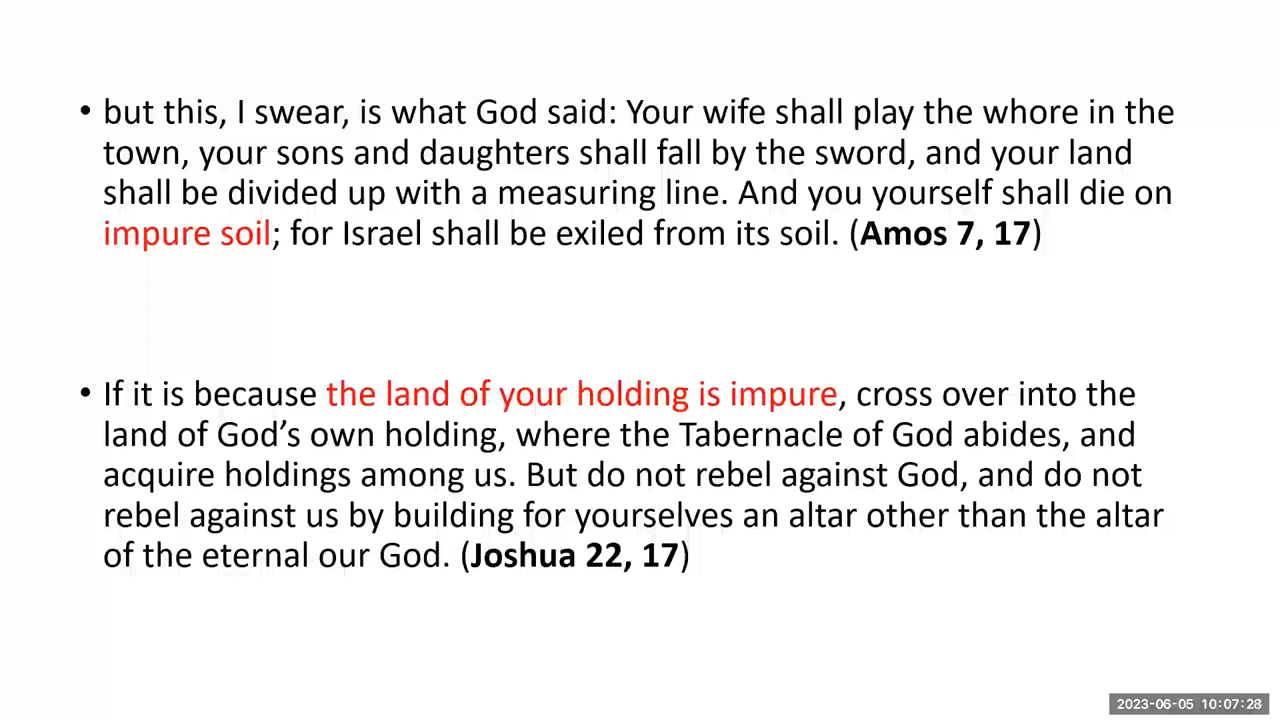 • but this, I swear, is what God said: Your wife shall play the whore in the
town, your sons and daughters shall fall by the sword, and your land
shall be divided up with a measuring line. And you yourself shall die on
impure soil; for Israel shall be exiled from its soil. (Amos 7, 17)
• If it is because the land of your holding is impure, cross over into the
land of God’s own holding, where the Tabernacle of God abides, and
acquire holdings among us. But do not rebel against God, and do not
rebel against us by building for yourselves an altar other than the altar
of the eternal our God. (Joshua 22, 17)
2023-06-05 10:07:28